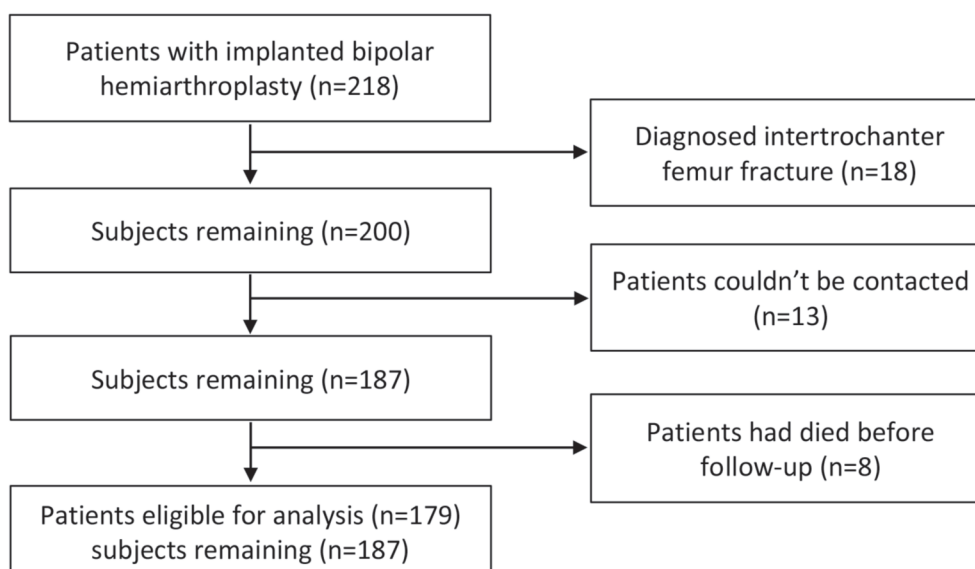 Patients with implanted bipolar
hemiarthroplasty (n=218)
Diagnosed intertrochanter
femur fracture (n=18)
Subjects remaining (n=200)
Patients couldn’t be contacted
(n=13)
Subjects remaining (n=187)
Patients had died before
follow-up (n=8)
Patients eligible for analysis (n=179)
subjects remaining (n=187)